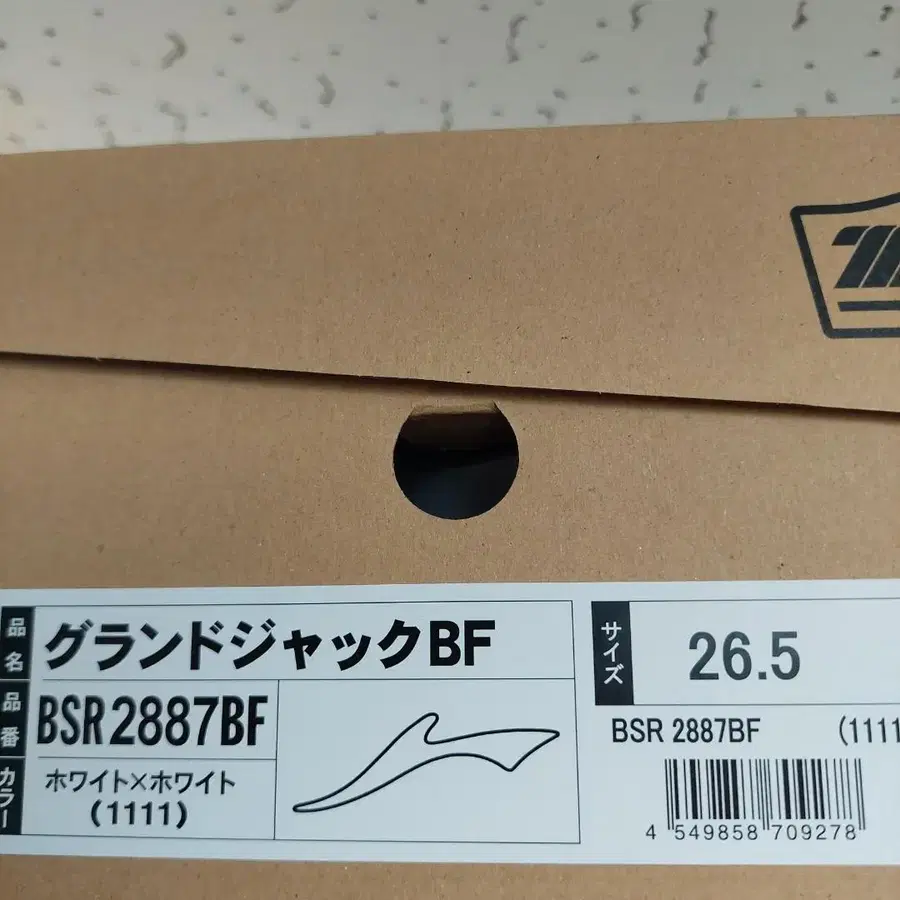 品名
グランドジャックBF
サイズ
26.5
品番
BSR2887BF
BSR 2887BF (1111
カラー
ホワイト×ホワイト
(1111)
4 549858 709278